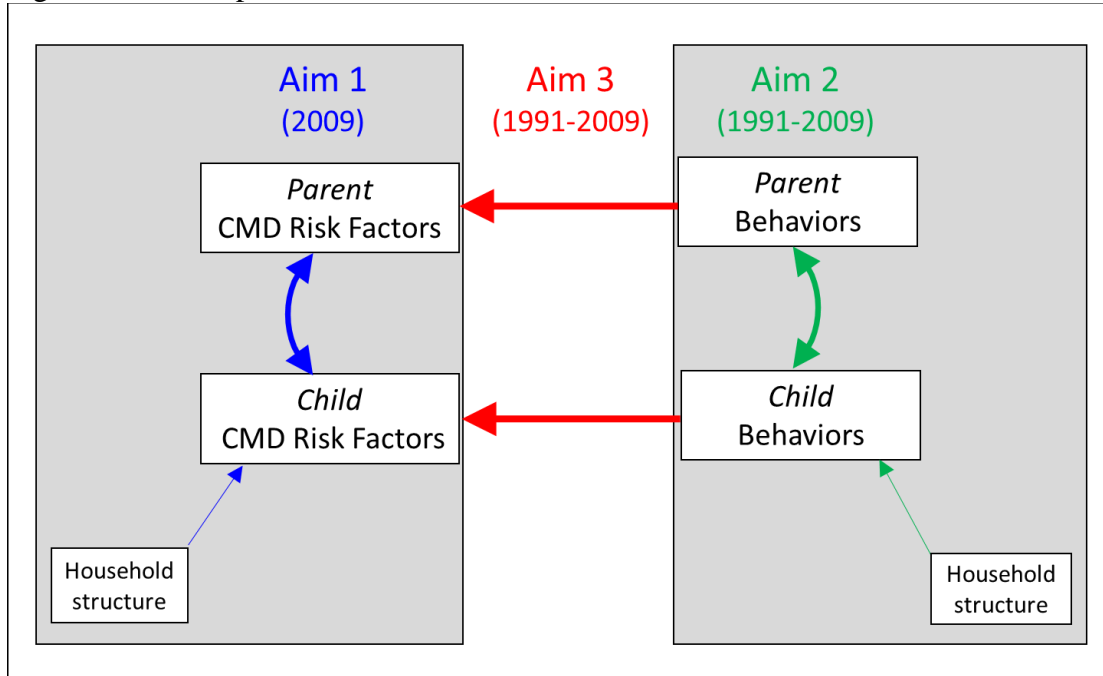 Aim 1
(2009)
Aim 3
(1991-2009)
Aim 2
(1991-2009)
Parent
CMD Risk Factors
Parent
Behaviors
Child
CMD Risk Factors
Child
Behaviors
Household
structure
Household
structure